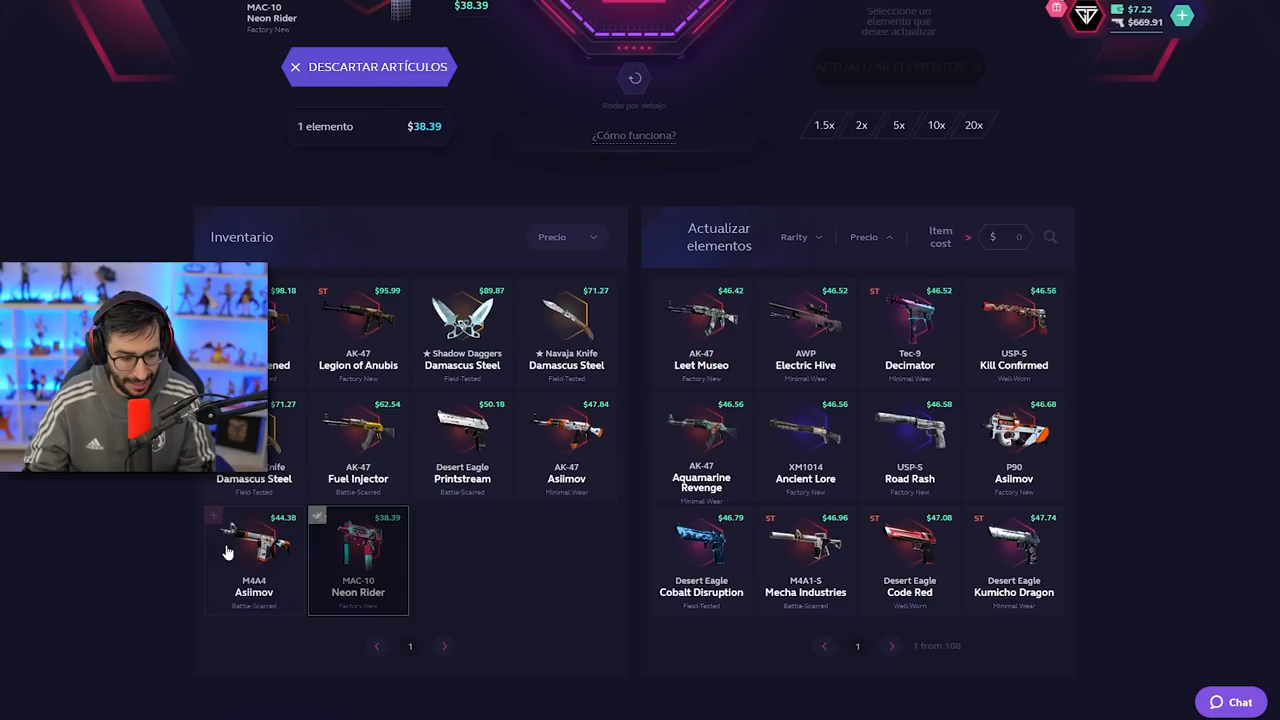 MAC-10
Neon Rider
Factory New
$38.39
Seleccione un
elemento que
desee actualizar
$7.22
$669.91
DESCARTAR ARTÍCULOS
ACTUALIZAR ELEMENTOS
Rodar por debajo
1 elemento
$38.39
¿Cómo funciona?
1.5x
2x
5x
10x
20x
Inventario
Precio
$98.18
ened
ST
$95.99
AK-47
Legion of Anubis
Factory New
$89.87
★ Shadow Daggers
Damascus Steel
Field-Tested
$71.27
★ Navaja Knife
Damascus Steel
Field-Tested
$71.27
nife
Damascus Steel
Field-Tested
$62.54
AK-47
Fuel Injector
Battle-Scarred
$50.18
Desert Eagle
Printstream
Battle-Scarred
$47.84
AK-47
Asiimov
Minimal Wear
$44.38
M4A4
Asiimov
Battle-Scarred
$38.39
MAC-10
Neon Rider
Factory New
1
Actualizar
elementos
Rarity
Precio
Item
cost
>
$ 0
$46.42
AK-47
Leet Museo
Factory New
$46.52
AWP
Electric Hive
Minimal Wear
ST
$46.52
Tec-9
Decimator
Minimal Wear
$46.56
USP-S
Kill Confirmed
Well-Worn
$46.56
AK-47
Aquamarine
Revenge
Minimal Wear
$46.56
XM1014
Ancient Lore
Factory New
$46.58
USP-S
Road Rash
Factory New
$46.68
P90
Asiimov
Factory New
$46.79
Desert Eagle
Cobalt Disruption
Field-Tested
ST
$46.96
M4A1-S
Mecha Industries
Battle-Scarred
ST
$47.08
Desert Eagle
Code Red
Well-Worn
ST
$47.74
Desert Eagle
Kumicho Dragon
Minimal Wear
1
1 from 108
Chat